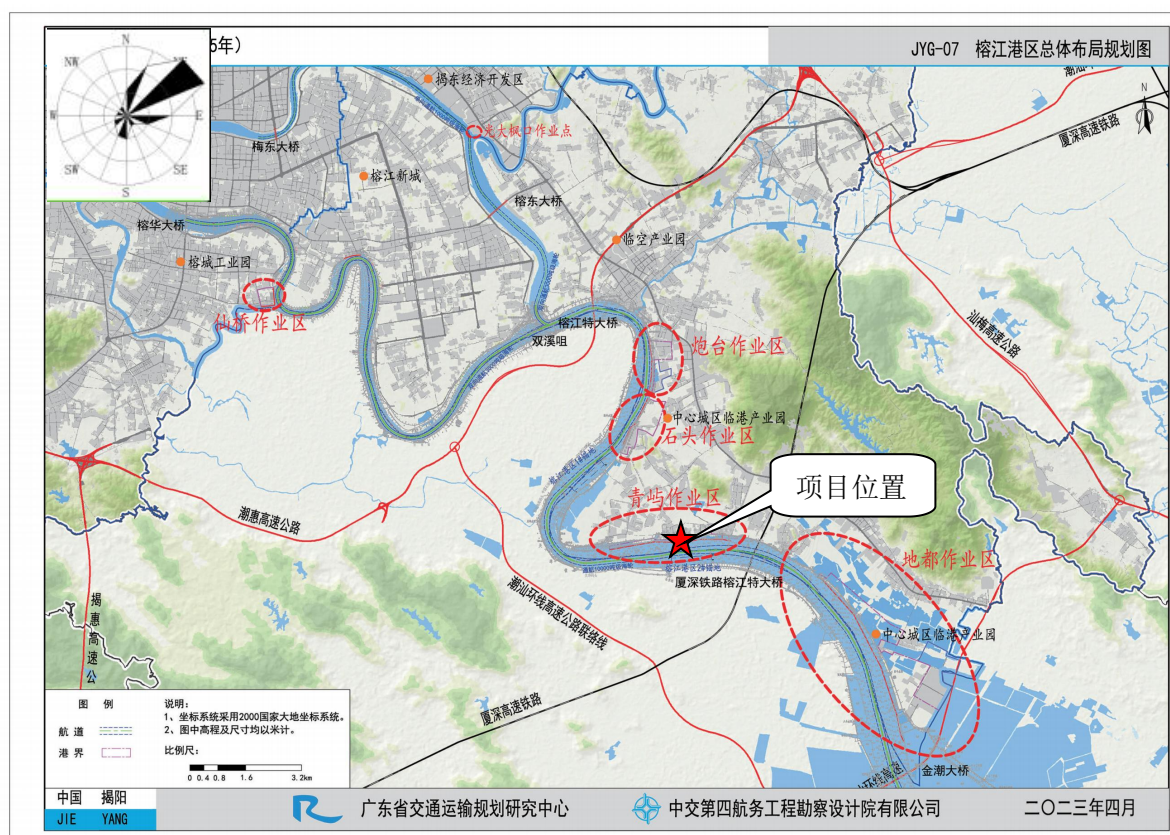 5年）
JYG-07 榕江港区总体布局规划图
N
NW
E
W
SW
SE
S
揭东经济开发区
光大枫口作业点
梅东大桥
榕江新城
榕东大桥
榕华大桥
榕城工业园
临空产业园
仙桥作业区
榕江特大桥
双溪咀
炮台作业区
中心城区临港产业园
石头作业区
厦深高速铁路
N
汕梅高速公路
青屿作业区
项目位置
潮惠高速公路
榕江港区2#锚地
厦深铁路榕江特大桥
地都作业区
潮汕环线高速公路联络线
中心城区临港产业园
揭惠高速公
厦深高速铁路
金潮大桥
图 例
航道
港界
说明：
1、坐标系统采用2000国家大地坐标系统。
2、图中高程及尺寸均以米计。
比例尺：
0 0.4 0.8 1.6 3.2km
中国 揭阳
JIE YANG
广东省交通运输规划研究中心
中交第四航务工程勘察设计院有限公司
二〇二三年四月